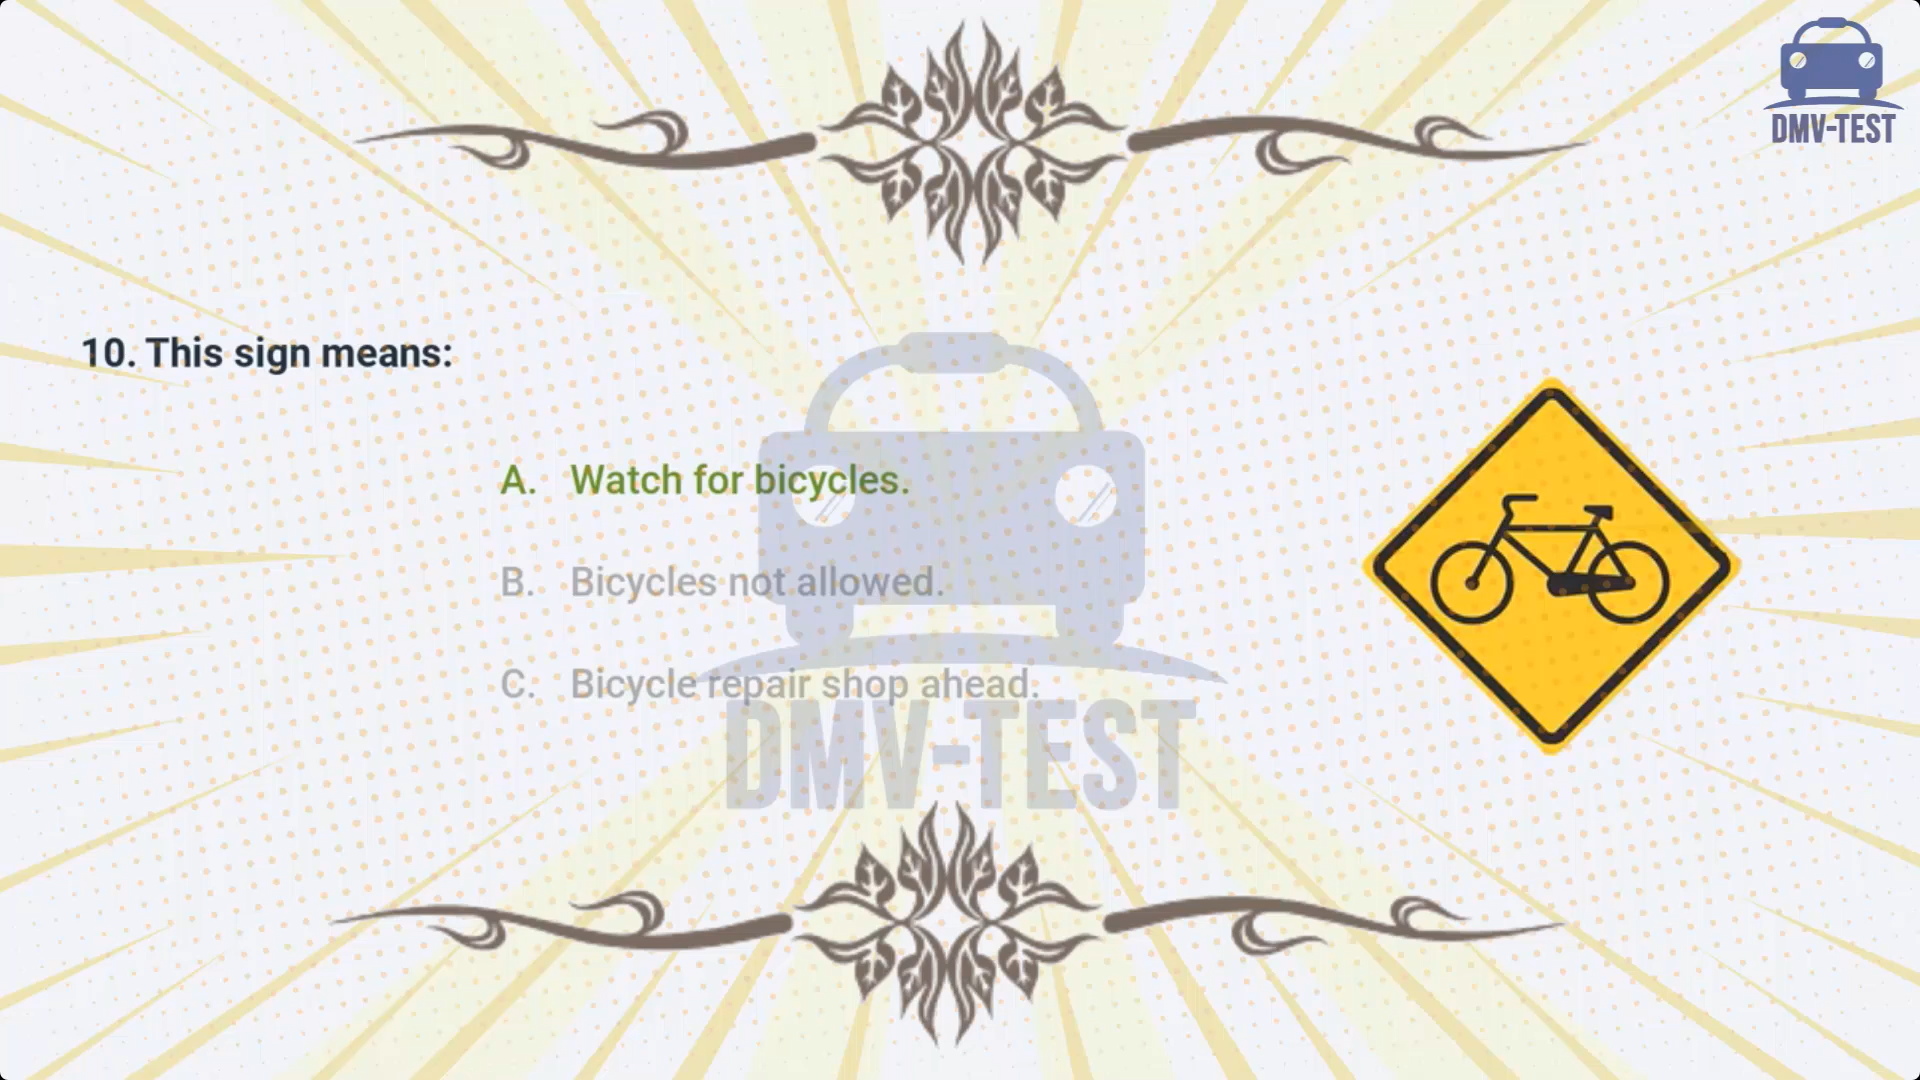 DMV-TEST
10. This sign means:
A. Watch for bicycles.
B. Bicycles not allowed.
C. Bicycle repair shop ahead.
DMV-TEST